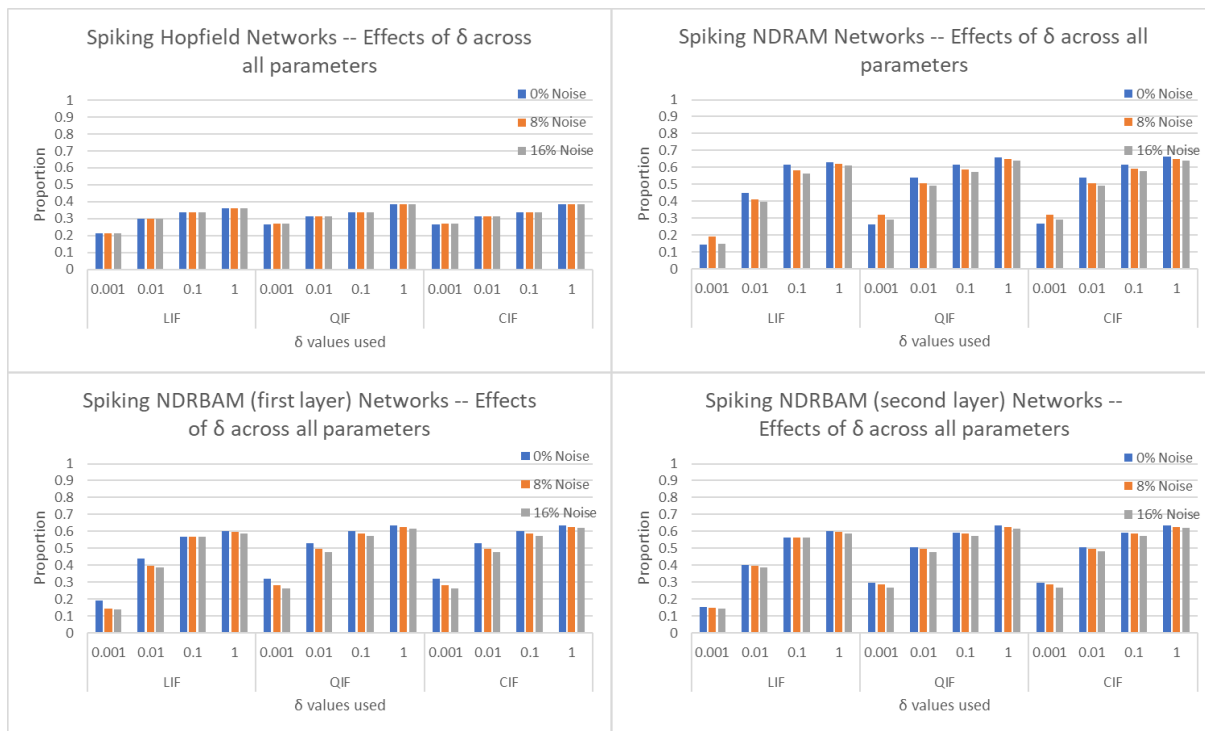 Spiking Hopfield Networks -- Effects of δ across
all parameters
0% Noise
8% Noise
16% Noise
Proportion
1
0.9
0.8
0.7
0.6
0.5
0.4
0.3
0.2
0.1
0
0.001 0.01 0.1 1 0.001 0.01 0.1 1 0.001 0.01 0.1 1
LIF QIF CIF
δ values used
Spiking NDRAM Networks -- Effects of δ across all
parameters
0% Noise
8% Noise
16% Noise
Proportion
1
0.9
0.8
0.7
0.6
0.5
0.4
0.3
0.2
0.1
0
0.001 0.01 0.1 1 0.001 0.01 0.1 1 0.001 0.01 0.1 1
LIF QIF CIF
δ values used
Spiking NDRBAM (first layer) Networks -- Effects
of δ across all parameters
0% Noise
8% Noise
16% Noise
Proportion
1
0.9
0.8
0.7
0.6
0.5
0.4
0.3
0.2
0.1
0
0.001 0.01 0.1 1 0.001 0.01 0.1 1 0.001 0.01 0.1 1
LIF QIF CIF
δ values used
Spiking NDRBAM (second layer) Networks --
Effects of δ across all parameters
0% Noise
8% Noise
16% Noise
Proportion
1
0.9
0.8
0.7
0.6
0.5
0.4
0.3
0.2
0.1
0
0.001 0.01 0.1 1 0.001 0.01 0.1 1 0.001 0.01 0.1 1
LIF QIF CIF
δ values used